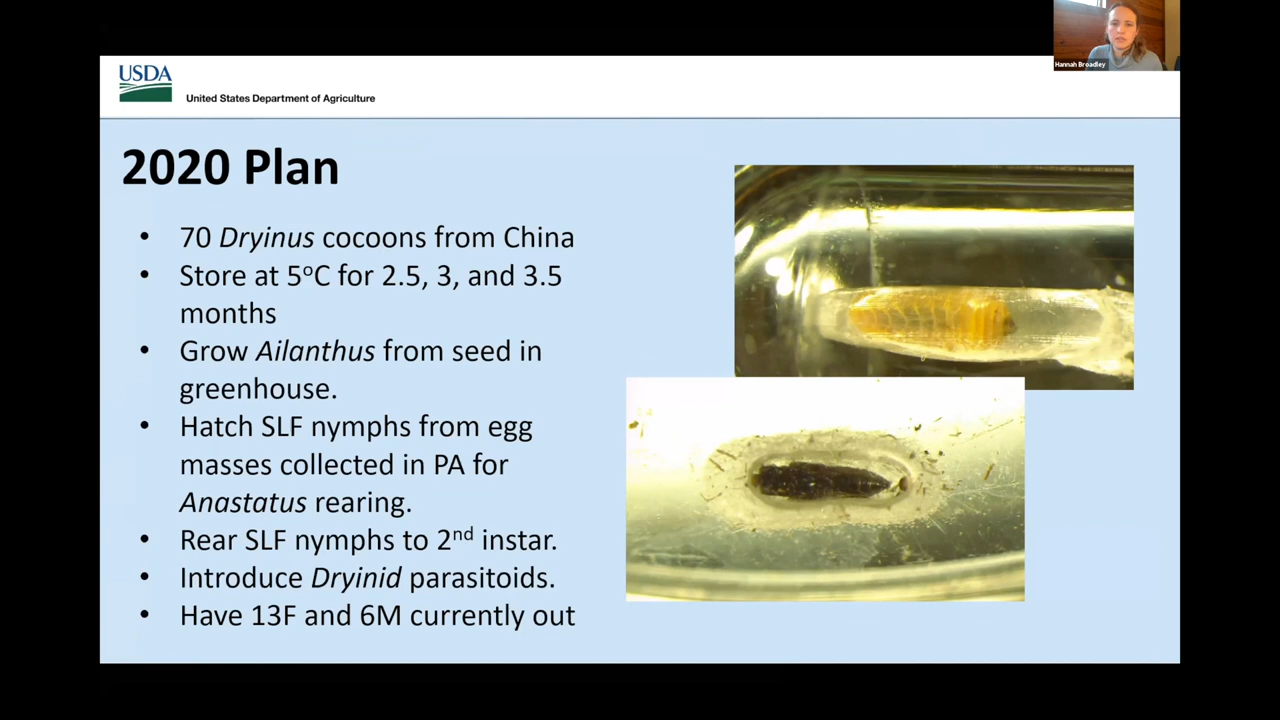 Hannah Broadley
USDA
United States Department of Agriculture
2020 Plan
• 70 Dryinus cocoons from China
• Store at 5ºC for 2.5, 3, and 3.5
months
• Grow Ailanthus from seed in
greenhouse.
• Hatch SLF nymphs from egg
masses collected in PA for
Anastatus rearing.
• Rear SLF nymphs to 2nd instar.
• Introduce Dryinid parasitoids.
• Have 13F and 6M currently out